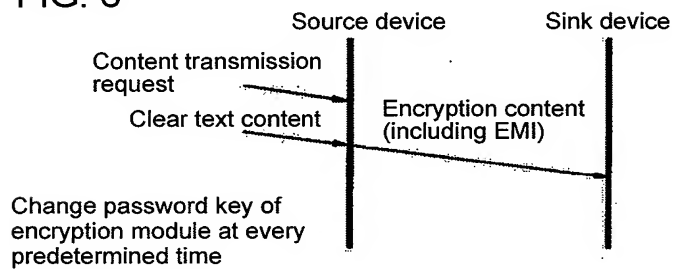 Source device Sink device
Content transmission
request
Clear text content
Encryption content
(including EMI)
Change password key of
encryption module at every
predetermined time